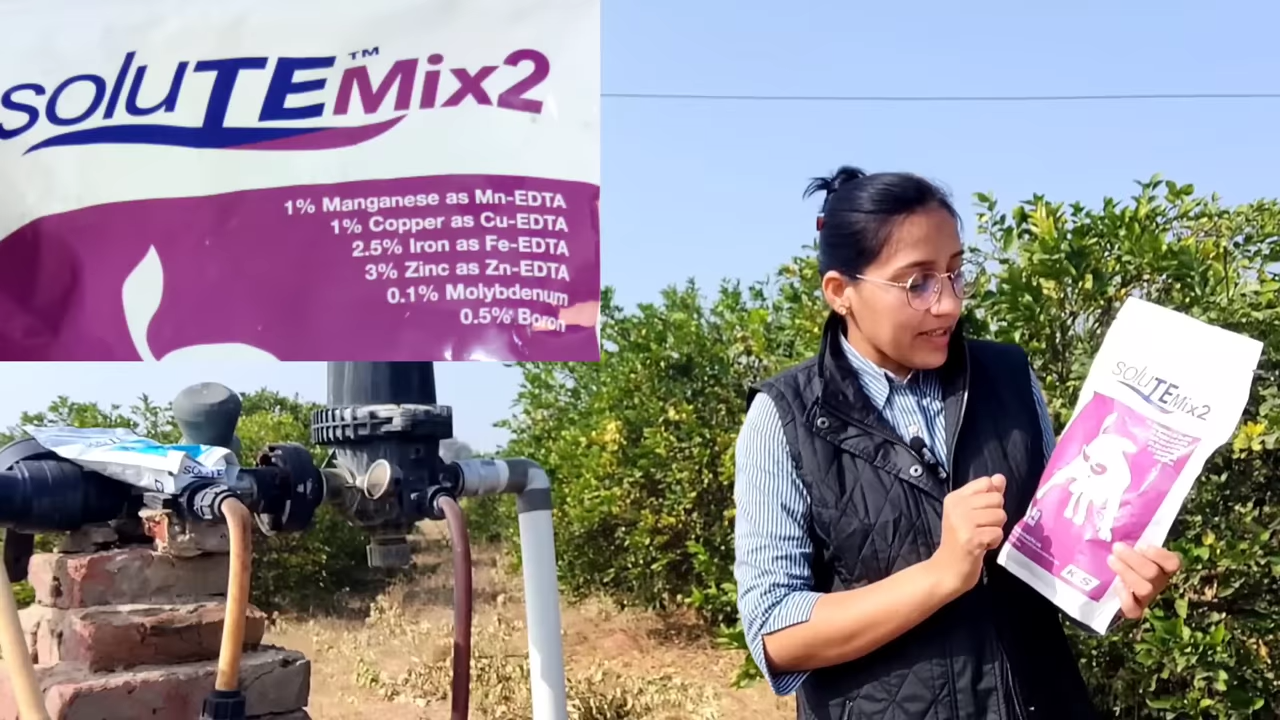 soluTEMix2™
1% Manganese as Mn-EDTA
1% Copper as Cu-EDTA
2.5% Iron as Fe-EDTA
3% Zinc as Zn-EDTA
0.1% Molybdenum
0.5% Boron
soluTEMix2
K S